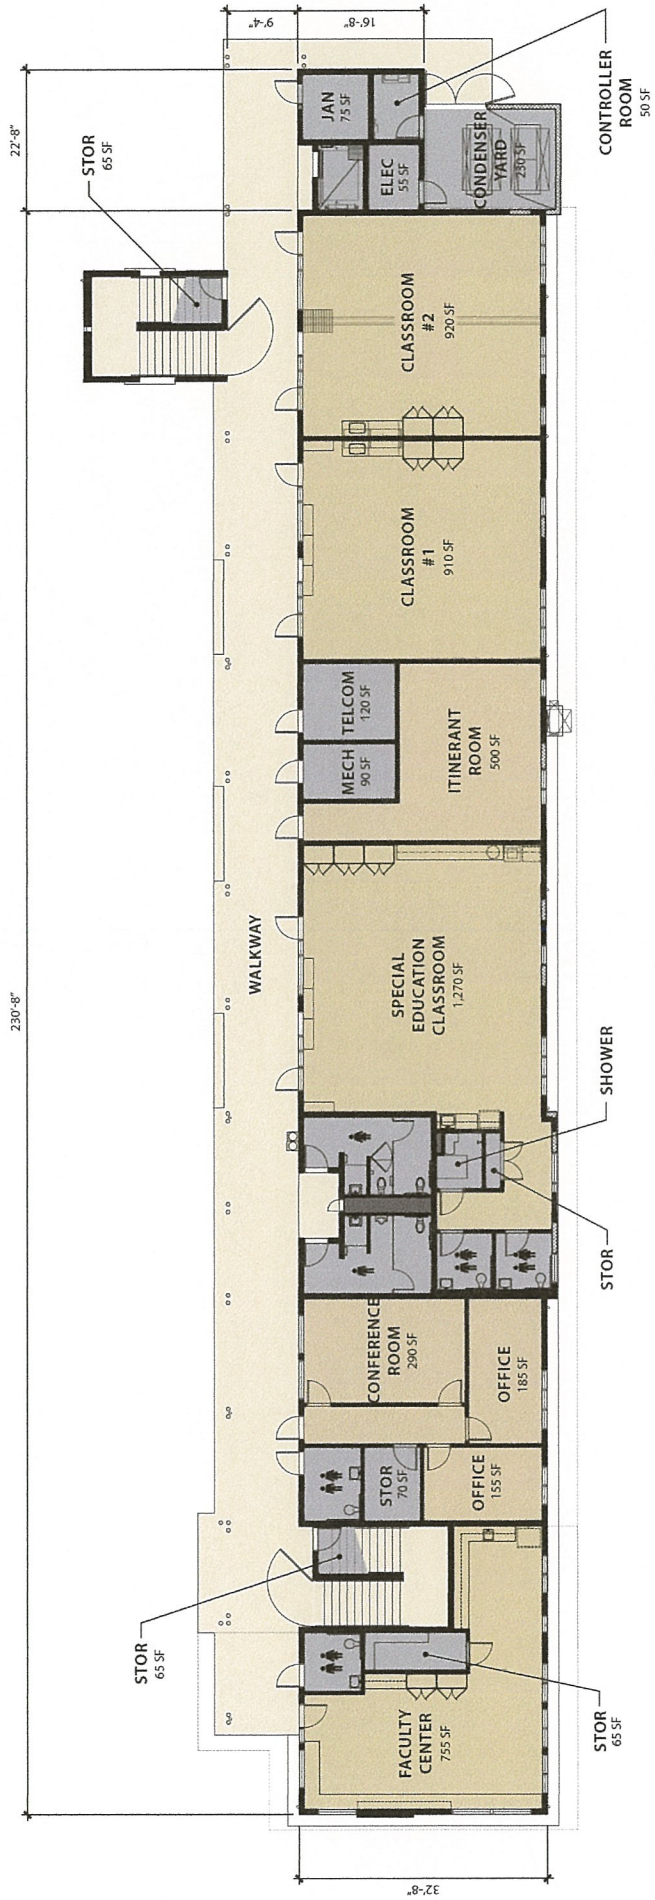 230'-8"
22'-8"
9'-4"
16'-8"
32'-8"
STOR
65 SF
STOR
65 SF
WALKWAY
FACULTY
CENTER
755 SF
STOR
65 SF
STOR
70 SF
OFFICE
155 SF
CONFERENCE
ROOM
290 SF
OFFICE
185 SF
STOR
SHOWER
SPECIAL
EDUCATION
CLASSROOM
1,270 SF
MECH
90 SF
TELCOM
120 SF
ITINERANT
ROOM
500 SF
CLASSROOM
#1
910 SF
CLASSROOM
#2
920 SF
JAN
75 SF
ELEC
55 SF
CONDENSER
YARD
230 SF
CONTROLLER
ROOM
50 SF